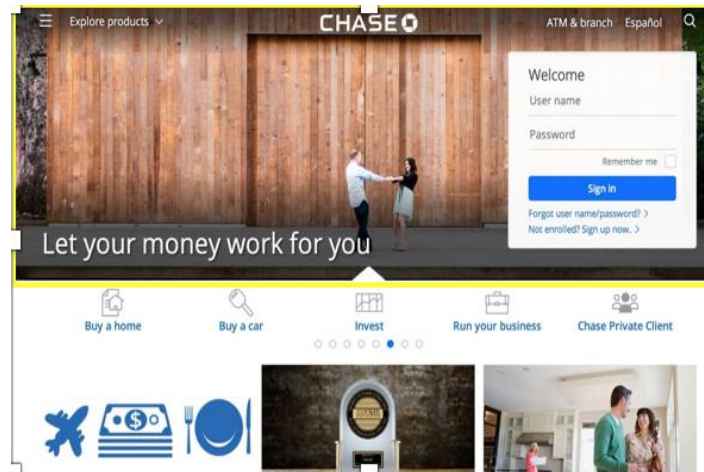 Explore products
CHASE
ATM & branch Español
Welcome
User name
Password
Remember me
Sign in
Forgot user name/password? >
Not enrolled? Sign up now. >
Let your money work for you
Buy a home
Buy a car
Invest
Run your business
Chase Private Client
$